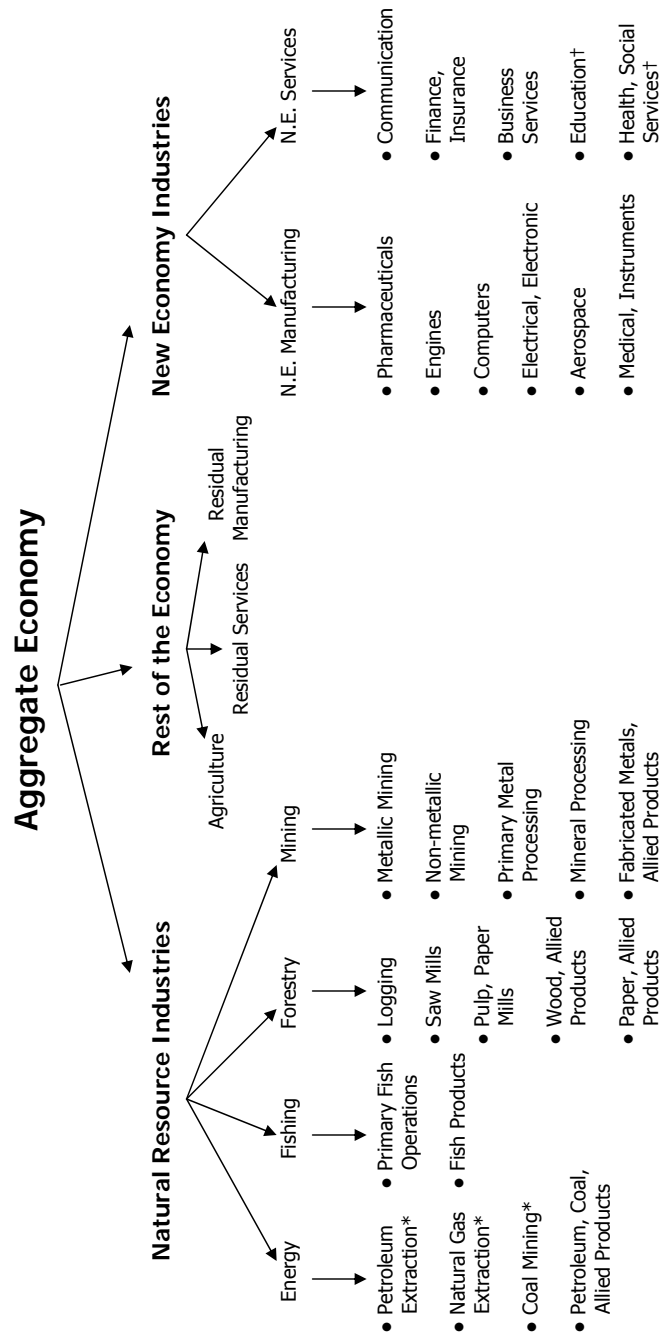 Aggregate Economy
Natural Resource Industries
Rest of the Economy
New Economy Industries
Energy
Fishing
Forestry
Mining
Agriculture
Residual Services
Residual
Manufacturing
N.E. Manufacturing
N.E. Services
● Petroleum
Extraction*
● Natural Gas
Extraction*
● Coal Mining*
● Petroleum, Coal,
Allied Products
● Primary Fish
Operations
● Fish Products
● Logging
● Saw Mills
● Pulp, Paper
Mills
● Wood, Allied
Products
● Paper, Allied
Products
● Metallic Mining
● Non-metallic
Mining
● Primary Metal
Processing
● Mineral Processing
● Fabricated Metals,
Allied Products
● Pharmaceuticals
● Engines
● Computers
● Electrical, Electronic
● Aerospace
● Medical, Instruments
● Communication
● Finance,
Insurance
● Business
Services
● Education†
● Health, Social
Services†